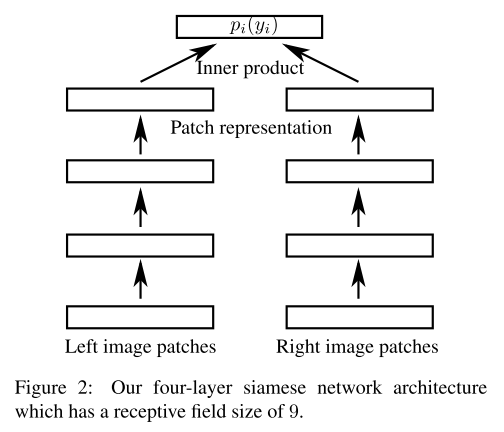 p_i(y_i)
Inner product
Patch representation
Left image patches
Right image patches
Figure 2: Our four-layer siamese network architecture
which has a receptive field size of 9.